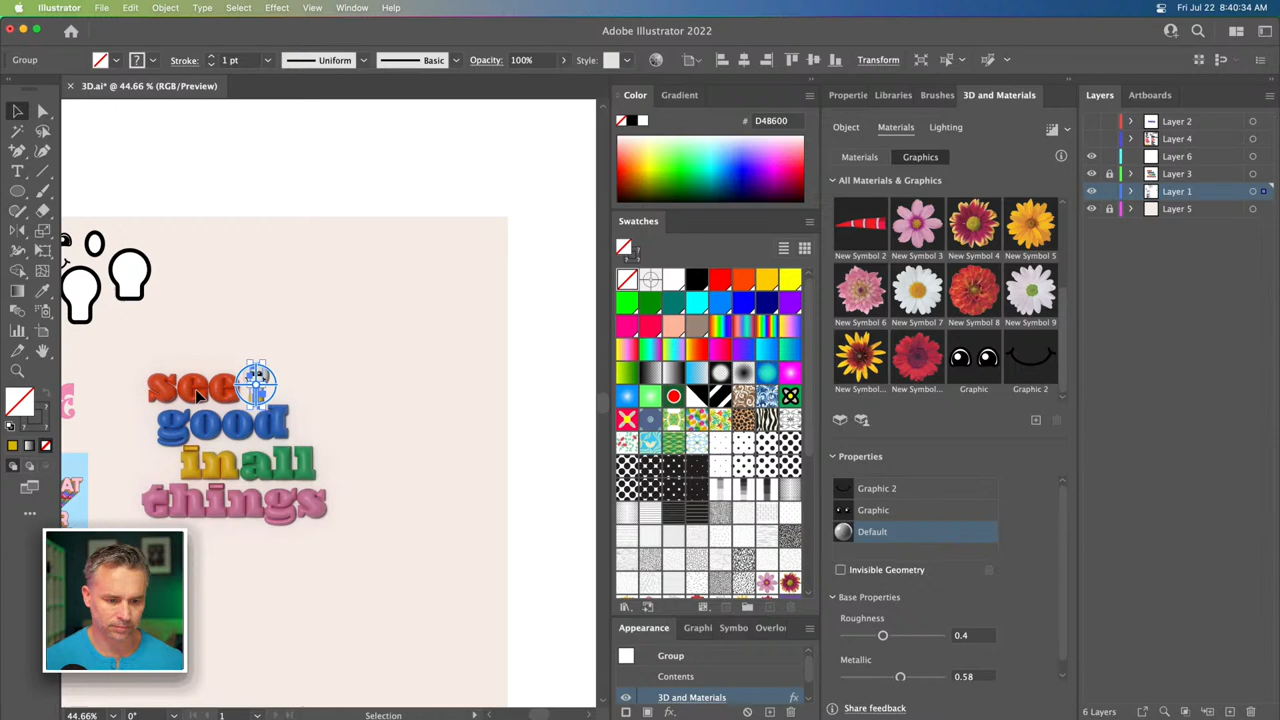 Illustrator File Edit Object Type Select Effect View Window Help Fri Jul 22 8:40:34 AM
Adobe Illustrator 2022
Group Stroke: 1 pt Uniform Basic Opacity: 100% Style: Transform
3D.ai* @ 44.66 % (RGB/Preview)
Color Gradient
# D48600
Swatches
Appearance Graphi Symbo Overlo
Group
Contents
3D and Materials fx
Propertie Libraries Brushes 3D and Materials
Object Materials Lighting
Materials Graphics
All Materials & Graphics
New Symbol 2 New Symbol 3 New Symbol 4 New Symbol 5
New Symbol 6 New Symbol 7 New Symbol 8 New Symbol 9
Graphic Graphic 2
Properties
Graphic 2
Graphic
Default
Invisible Geometry
Base Properties
Roughness
0.4
Metallic
0.58
Share feedback
Layers Artboards
Layer 2
Layer 4
Layer 6
Layer 3
Layer 1
Layer 5
6 Layers
see
good
in all
things
44.66% 0° 1 Selection